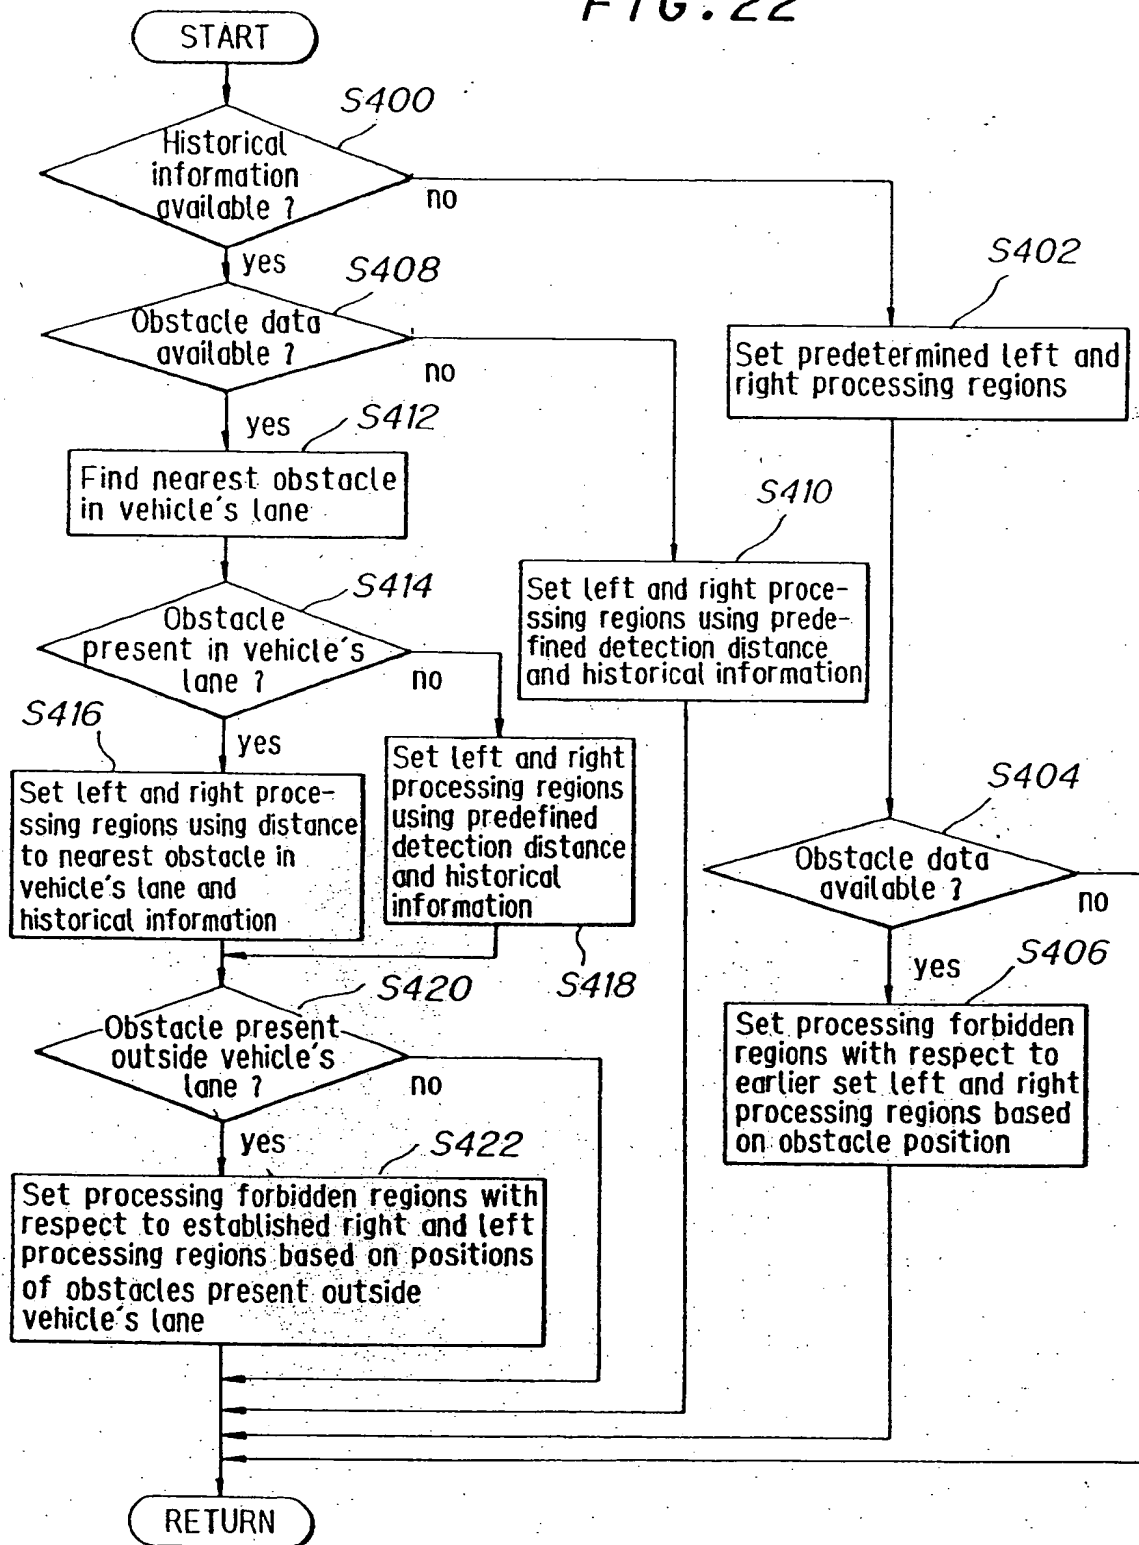 FIG.22
START
S400
Historical
information
available ?
no
yes
S408
Obstacle data
available ?
no
yes
S402
Set predetermined left and
right processing regions
S412
Find nearest obstacle
in vehicle's lane
S410
Set left and right proce-
ssing regions using prede-
fined detection distance
and historical information
S414
Obstacle
present in vehicle's
lane ?
no
yes
S416
Set left and right proce-
ssing regions using distance
to nearest obstacle in
vehicle's lane and
historical information
Set left and right
processing regions
using predefined
detection distance
and historical
information
S418
S404
Obstacle data
available ?
no
yes
S406
Set processing forbidden
regions with respect to
earlier set left and right
processing regions based
on obstacle position
S420
Obstacle present
outside vehicle's
lane ?
no
yes
S422
Set processing forbidden regions with
respect to established right and left
processing regions based on positions
of obstacles present outside
vehicle's lane
RETURN